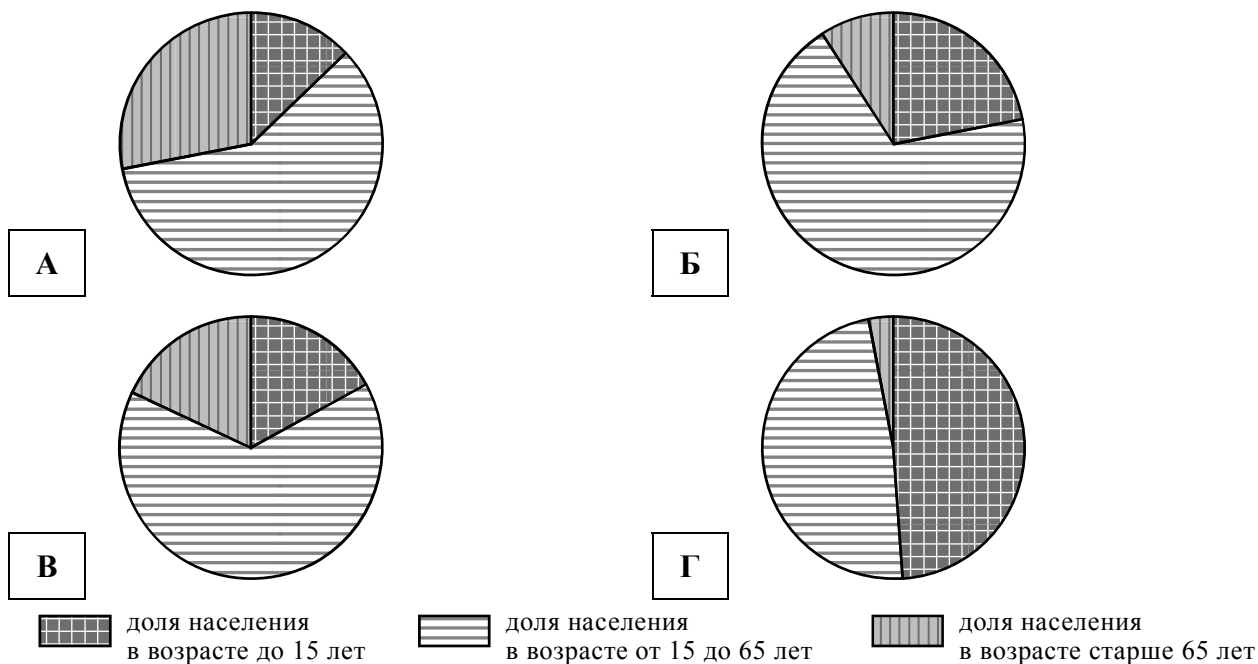 А
Б
В
Г
доля населения
в возрасте до 15 лет
доля населения
в возрасте от 15 до 65 лет
доля населения
в возрасте старше 65 лет